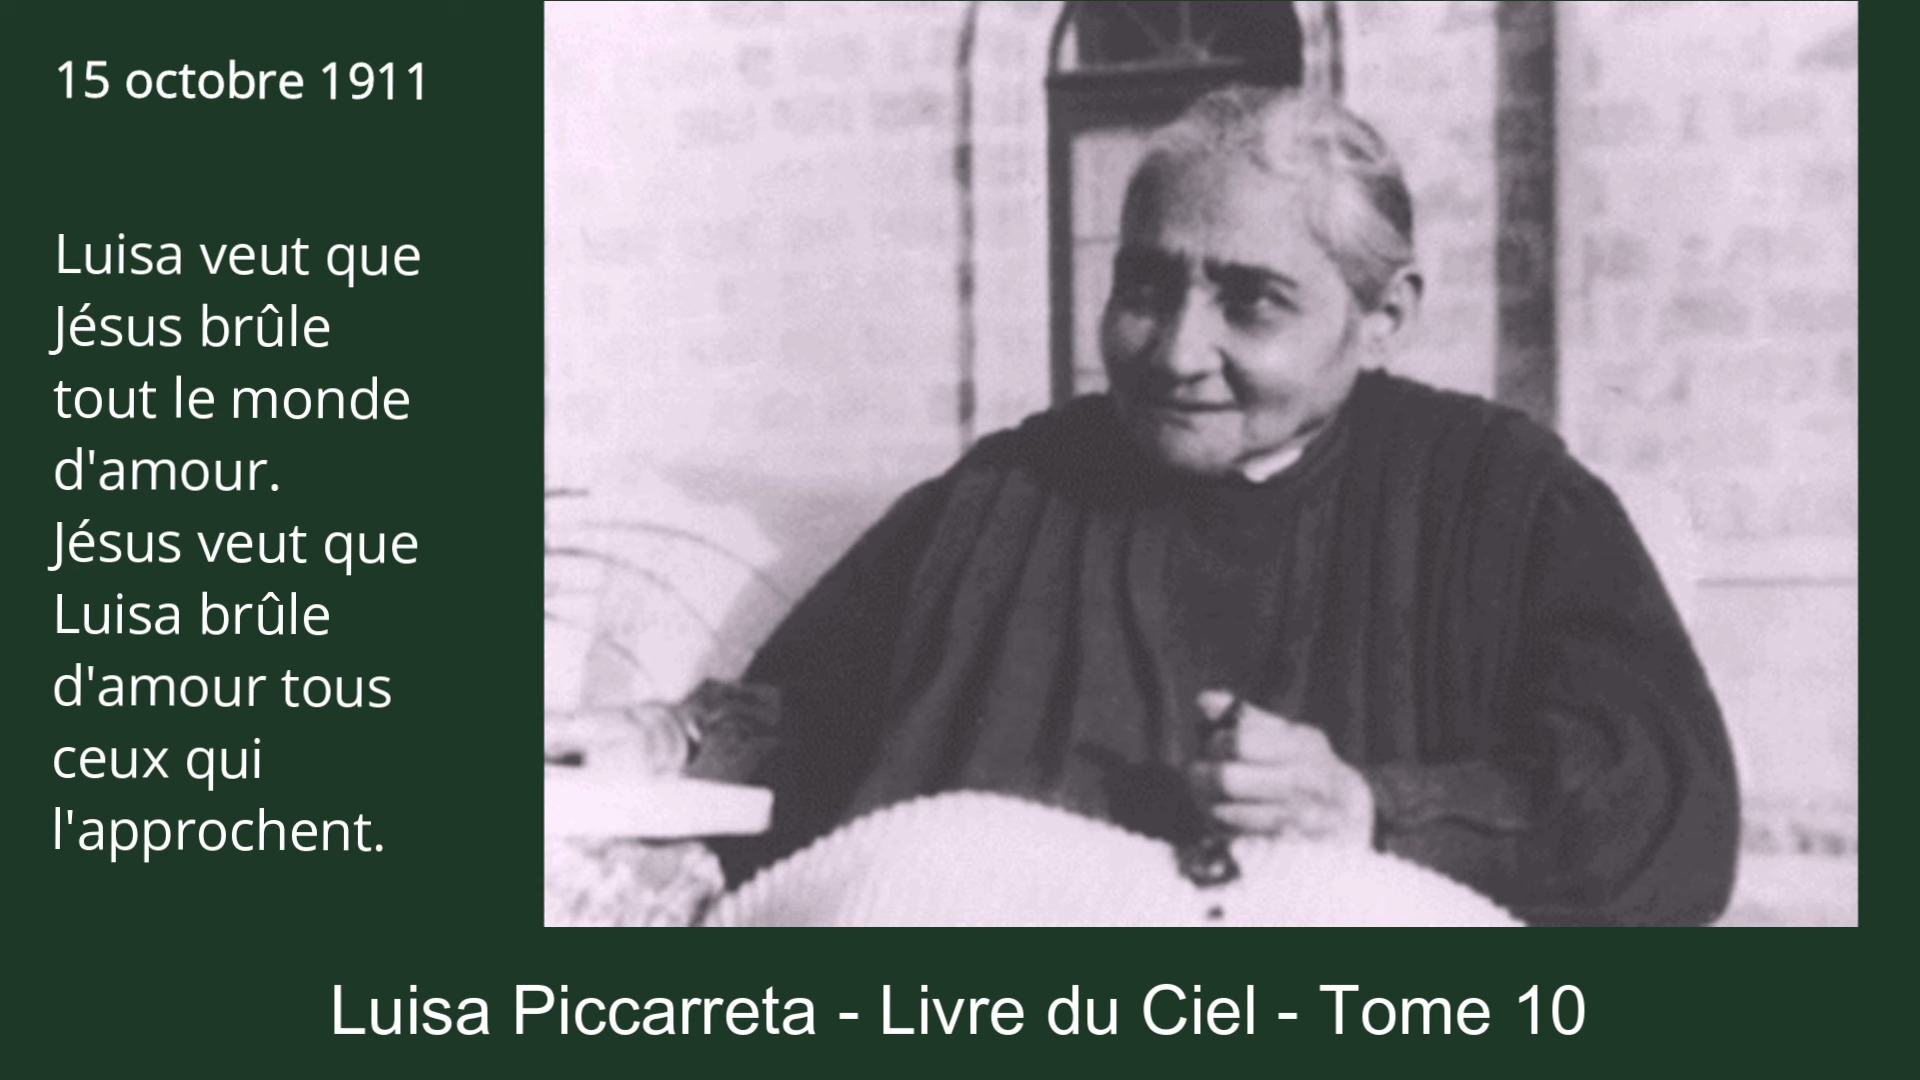 15 octobre 1911
Luisa veut que
Jésus brûle
tout le monde
d'amour.
Jésus veut que
Luisa brûle
d'amour tous
ceux qui
l'approchent.
Luisa Piccarreta - Livre du Ciel - Tome 10